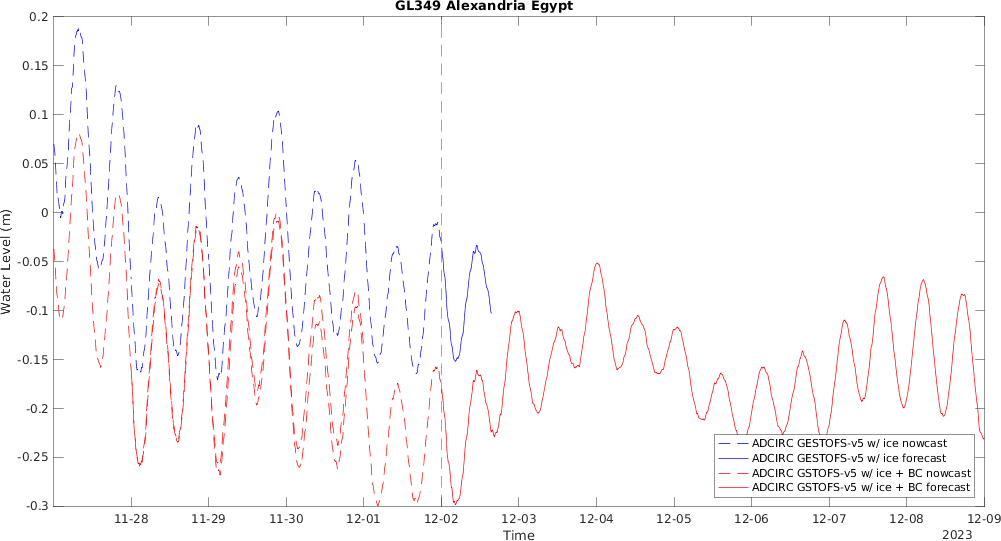 GL349 Alexandria Egypt
0.2
0.15
0.1
0.05
0
-0.05
-0.1
-0.15
-0.2
-0.25
-0.3
Water Level (m)
ADCIRC GESTOFS-v5 w/ ice nowcast
ADCIRC GESTOFS-v5 w/ ice forecast
ADCIRC GSTOFS-v5 w/ ice + BC nowcast
ADCIRC GSTOFS-v5 w/ ice + BC forecast
11-28 11-29 11-30 12-01 12-02 12-03 12-04 12-05 12-06 12-07 12-08 12-09
Time
2023